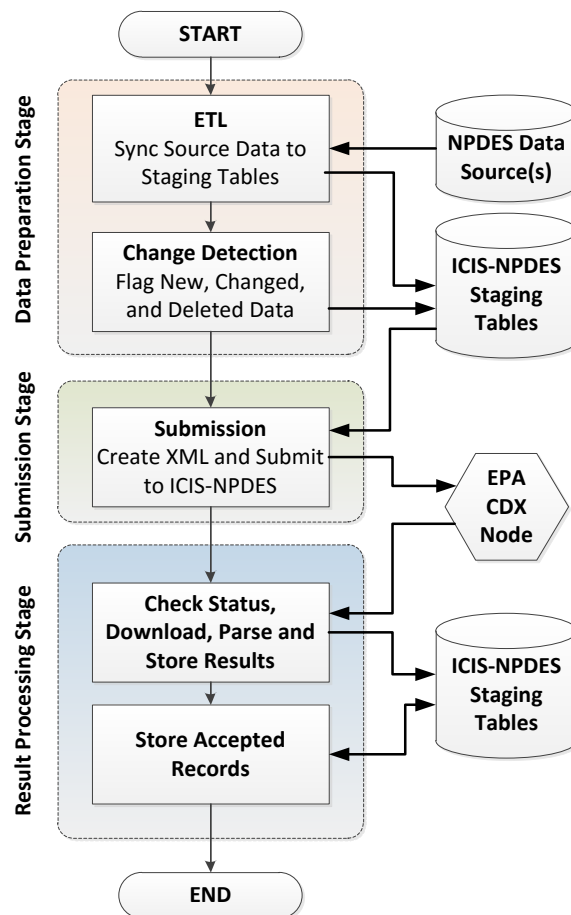 START
Data Preparation Stage
ETL
Sync Source Data to
Staging Tables
NPDES Data
Source(s)
Change Detection
Flag New, Changed,
and Deleted Data
ICIS-NPDES
Staging
Tables
Submission Stage
Submission
Create XML and Submit
to ICIS-NPDES
EPA
CDX
Node
Result Processing Stage
Check Status,
Download, Parse and
Store Results
ICIS-NPDES
Staging
Tables
Store Accepted
Records
END